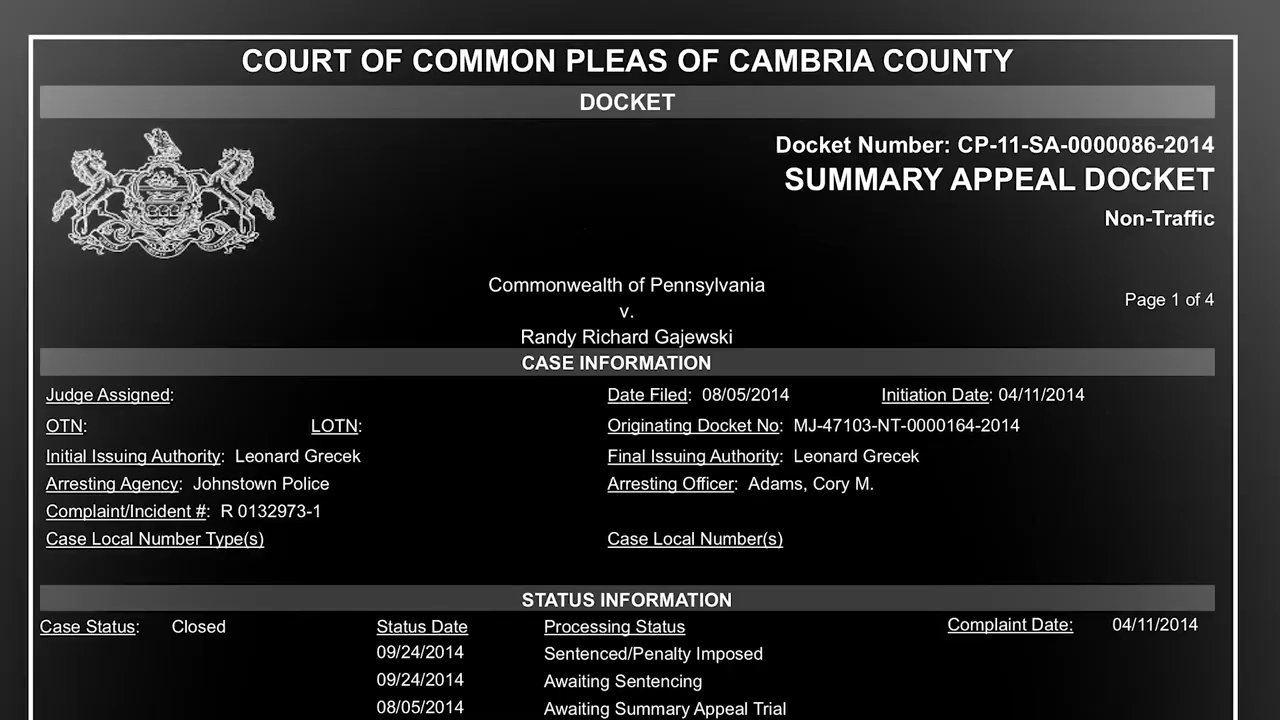 COURT OF COMMON PLEAS OF CAMBRIA COUNTY
DOCKET
Docket Number: CP-11-SA-0000086-2014
SUMMARY APPEAL DOCKET
Non-Traffic
Commonwealth of Pennsylvania
v.
Randy Richard Gajewski
Page 1 of 4
CASE INFORMATION
Judge Assigned: Date Filed: 08/05/2014 Initiation Date: 04/11/2014
OTN: LOTN: Originating Docket No: MJ-47103-NT-0000164-2014
Initial Issuing Authority: Leonard Grecek Final Issuing Authority: Leonard Grecek
Arresting Agency: Johnstown Police Arresting Officer: Adams, Cory M.
Complaint/Incident #: R 0132973-1
Case Local Number Type(s) Case Local Number(s)
STATUS INFORMATION
Case Status: Closed Status Date Processing Status Complaint Date: 04/11/2014
09/24/2014 Sentenced/Penalty Imposed
09/24/2014 Awaiting Sentencing
08/05/2014 Awaiting Summary Appeal Trial